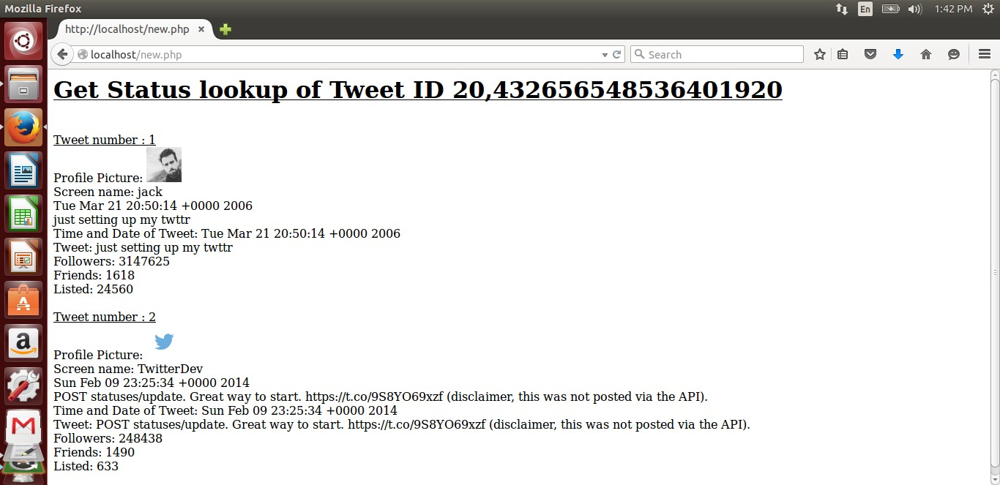 Mozilla Firefox
En
1:42 PM
http://localhost/new.php
localhost/new.php
Search
Get Status lookup of Tweet ID 20,432656548536401920
Tweet number : 1
Profile Picture:
Screen name: jack
Tue Mar 21 20:50:14 +0000 2006
just setting up my twttr
Time and Date of Tweet: Tue Mar 21 20:50:14 +0000 2006
Tweet: just setting up my twttr
Followers: 3147625
Friends: 1618
Listed: 24560
Tweet number : 2
Profile Picture:
Screen name: TwitterDev
Sun Feb 09 23:25:34 +0000 2014
POST statuses/update. Great way to start. https://t.co/9S8YO69xzf (disclaimer, this was not posted via the API).
Time and Date of Tweet: Sun Feb 09 23:25:34 +0000 2014
Tweet: POST statuses/update. Great way to start. https://t.co/9S8YO69xzf (disclaimer, this was not posted via the API).
Followers: 248438
Friends: 1490
Listed: 633